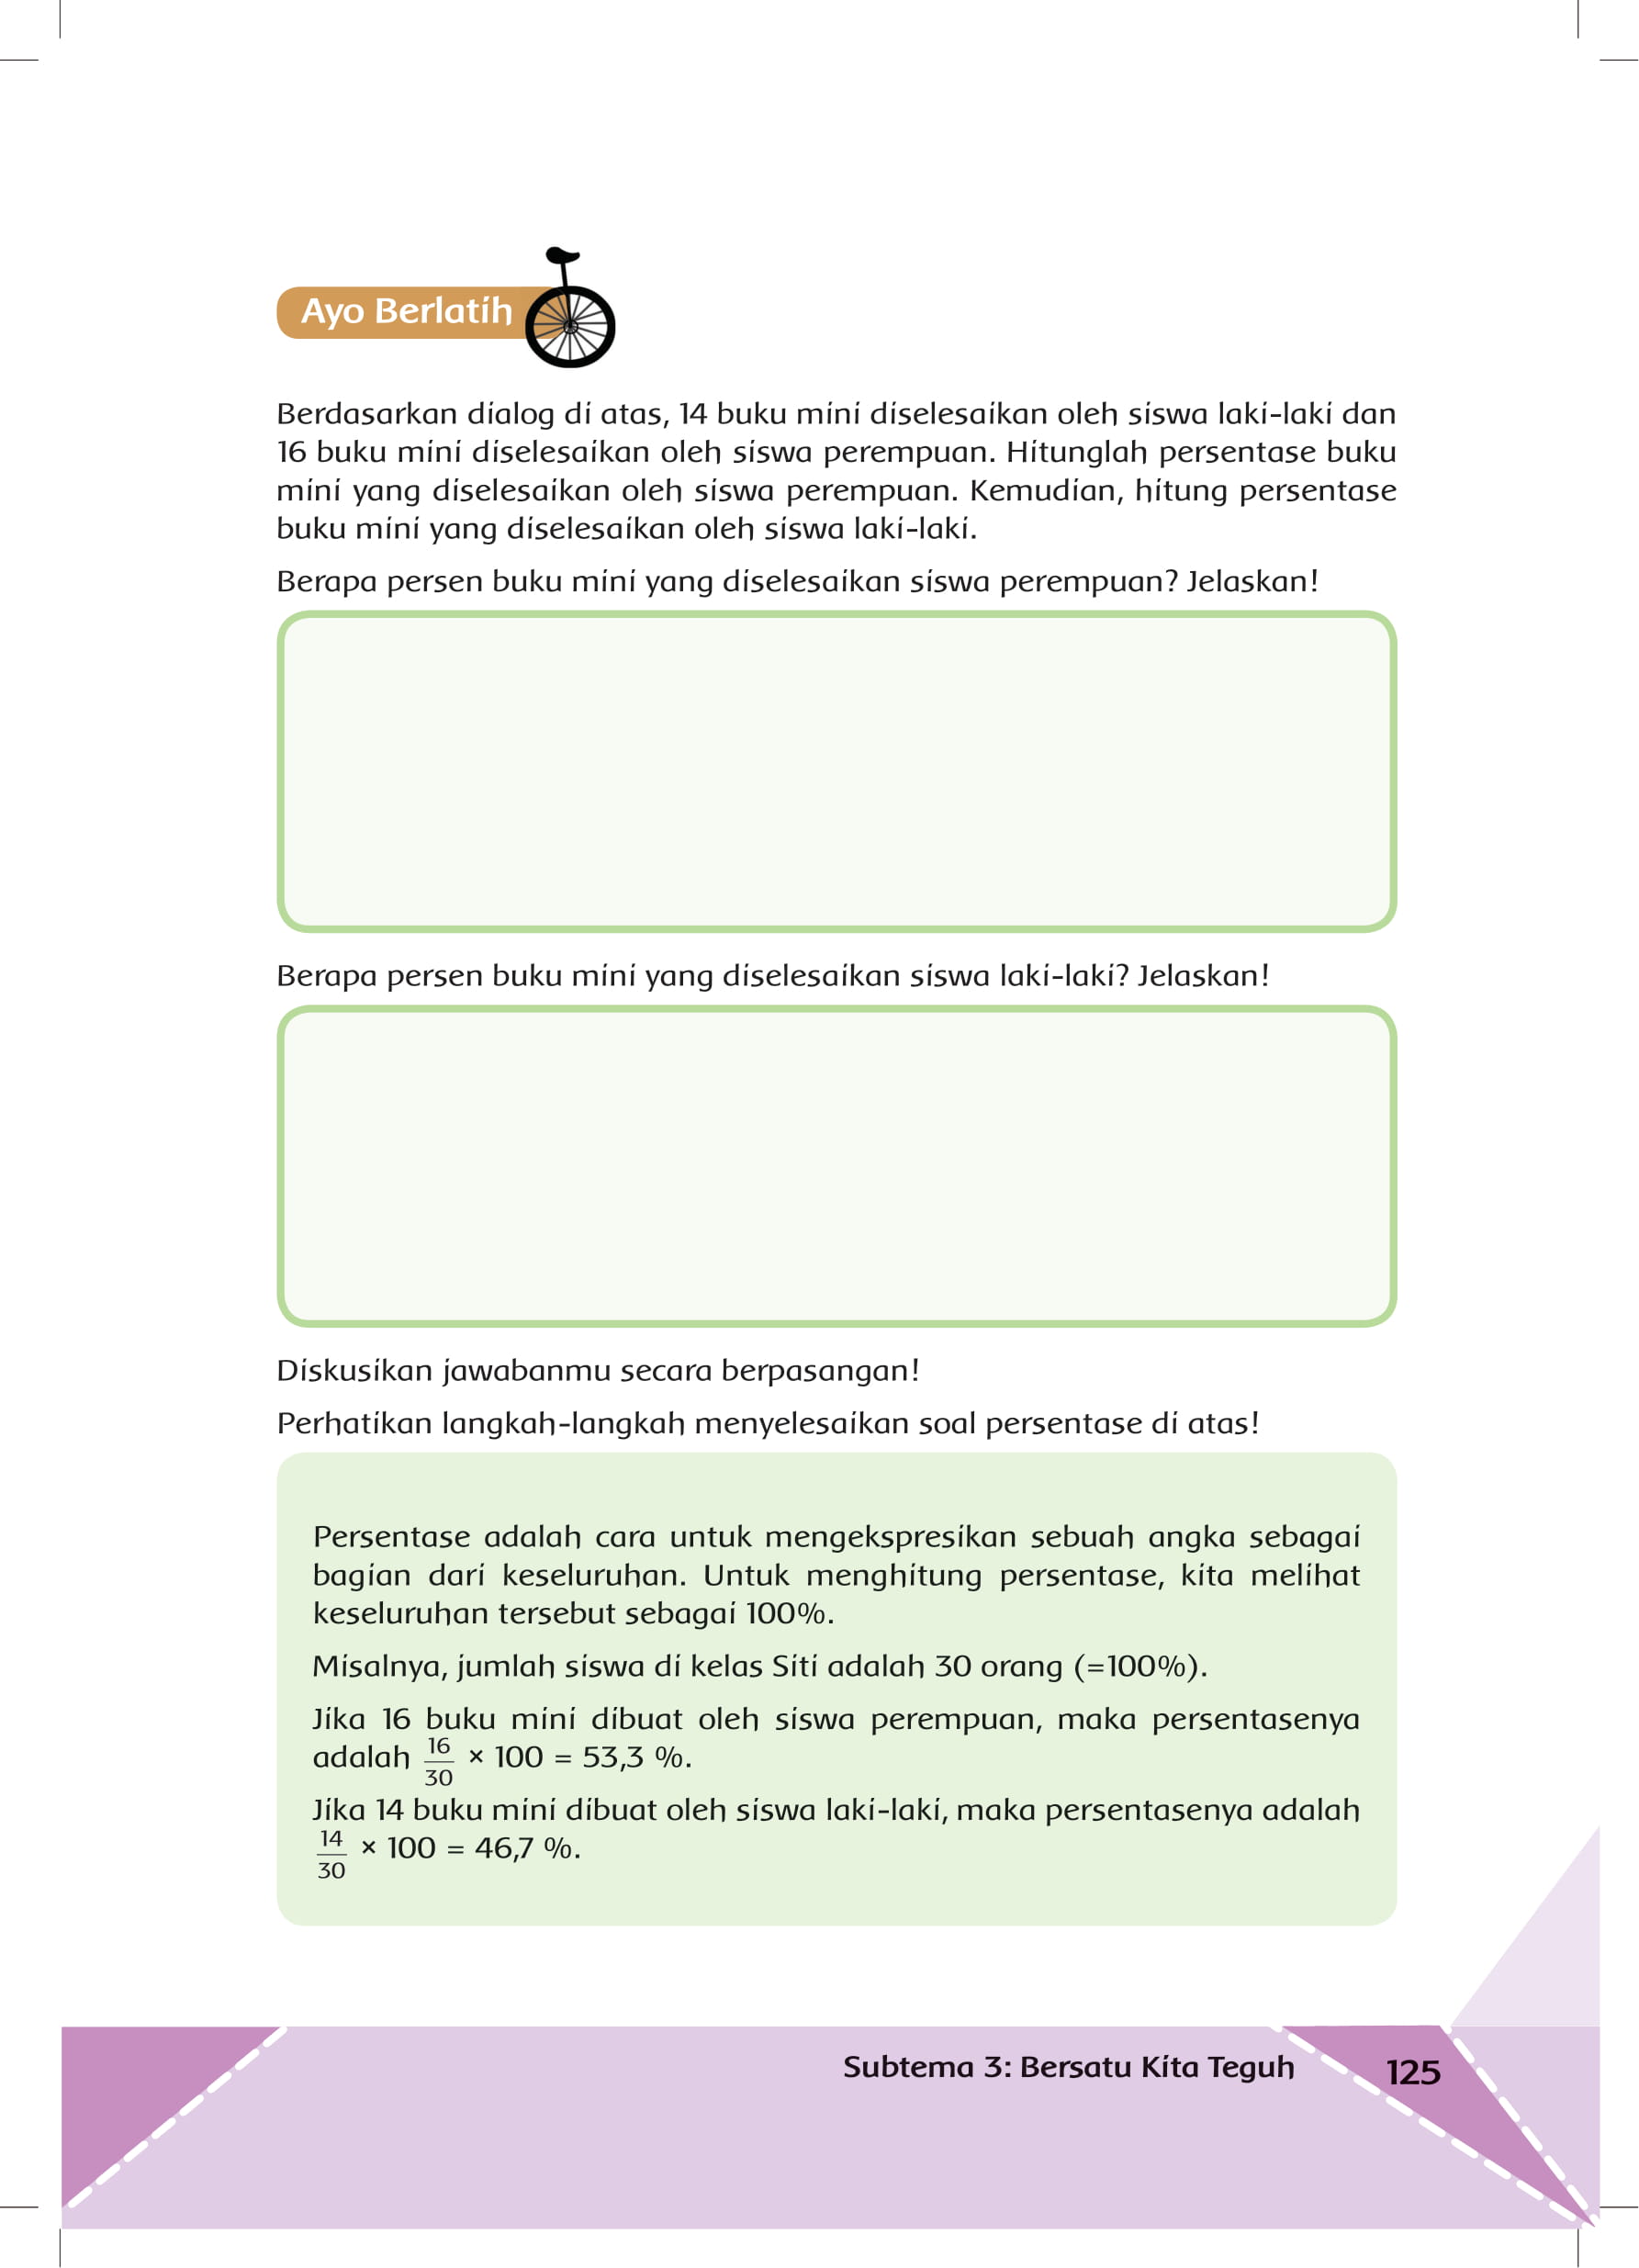 Ayo Berlatih
Berdasarkan dialog di atas, 14 buku mini diselesaikan oleh siswa laki-laki dan
16 buku mini diselesaikan oleh siswa perempuan. Hitunglah persentase buku
mini yang diselesaikan oleh siswa perempuan. Kemudian, hitung persentase
buku mini yang diselesaikan oleh siswa laki-laki.
Berapa persen buku mini yang diselesaikan siswa perempuan? Jelaskan!
Berapa persen buku mini yang diselesaikan siswa laki-laki? Jelaskan!
Diskusikan jawabanmu secara berpasangan!
Perhatikan langkah-langkah menyelesaikan soal persentase di atas!
Persentase adalah cara untuk mengekspresikan sebuah angka sebagai
bagian dari keseluruhan. Untuk menghitung persentase, kita melihat
keseluruhan tersebut sebagai 100%.
Misalnya, jumlah siswa di kelas Siti adalah 30 orang (=100%).
Jika 16 buku mini dibuat oleh siswa perempuan, maka persentasenya
adalah 16/30 × 100 = 53,3 %.
Jika 14 buku mini dibuat oleh siswa laki-laki, maka persentasenya adalah
14/30 × 100 = 46,7 %.
Subtema 3: Bersatu Kita Teguh 125